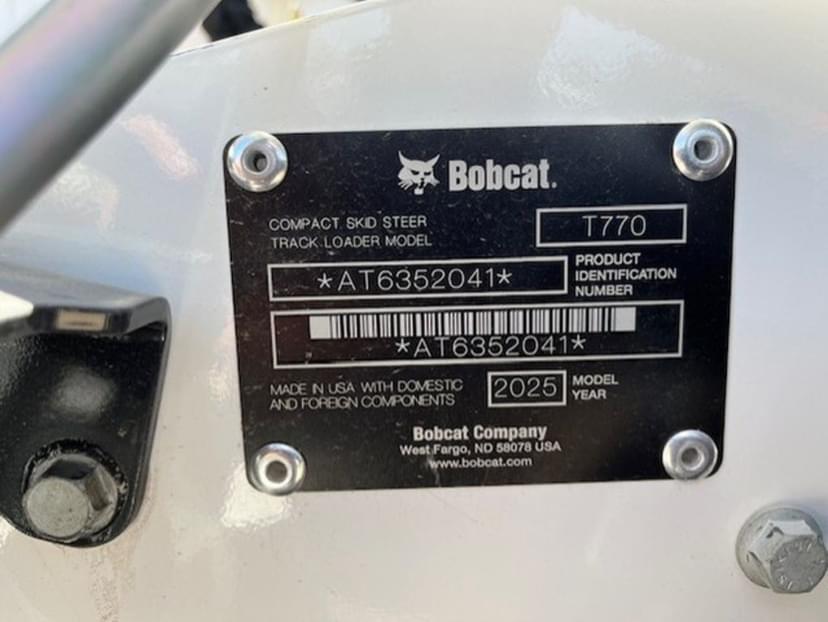 Bobcat.
COMPACT SKID STEER
TRACK LOADER MODEL
T770
*AT6352041*
PRODUCT
IDENTIFICATION
NUMBER
*AT6352041*
MADE IN USA WITH DOMESTIC
AND FOREIGN COMPONENTS
2025
MODEL
YEAR
Bobcat Company
West Fargo, ND 58078 USA
www.bobcat.com